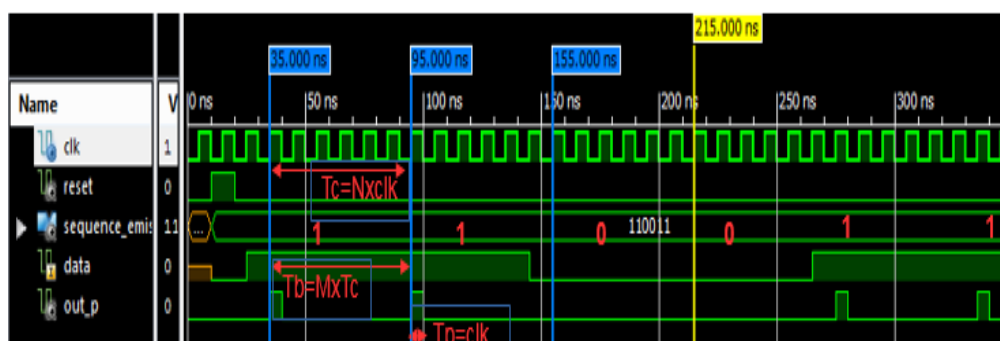 215.000 ns
35.000 ns 95.000 ns 155.000 ns
Name V 0 ns 50 ns 100 ns 150 ns 200 ns 250 ns 300 ns
clk 1
reset 0 Tc=Nxclk
sequence_emis 11 ... 1 1 0 110011 0 1 1
data 0
out_p 0 Tb=MxTc
Tp=clk